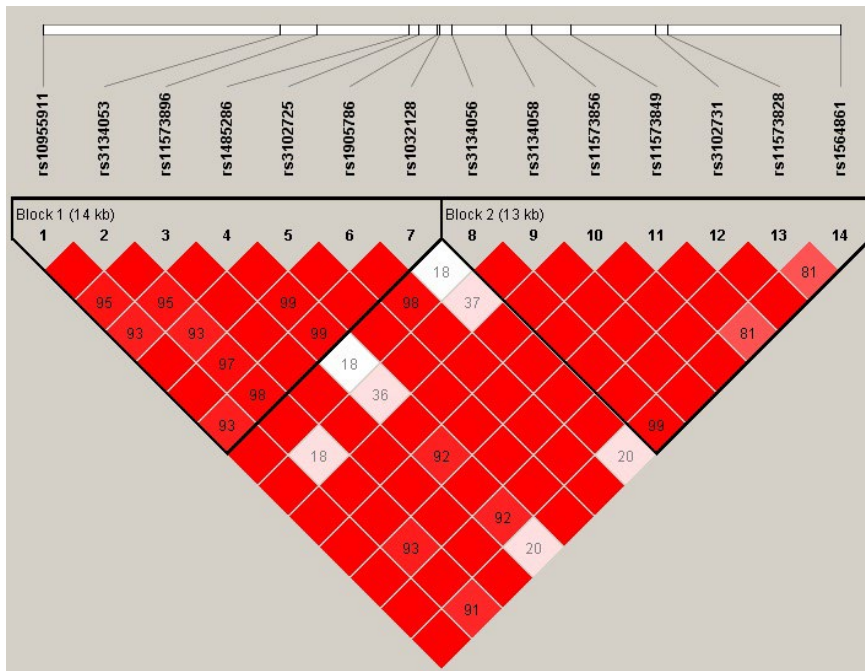 rs10955911
rs3134053
rs11573896
rs1485286
rs3102725
rs1905786
rs1032128
rs3134056
rs3134058
rs11573856
rs11573849
rs3102731
rs11573828
rs1564861
Block 1 (14 kb) Block 2 (13 kb)
1 2 3 4 5 6 7 8 9 10 11 12 13 14
18 81
95 95 99 98 37
93 93 99 81
97 18
98 36
93 99
18 92 20
92
93 20
91